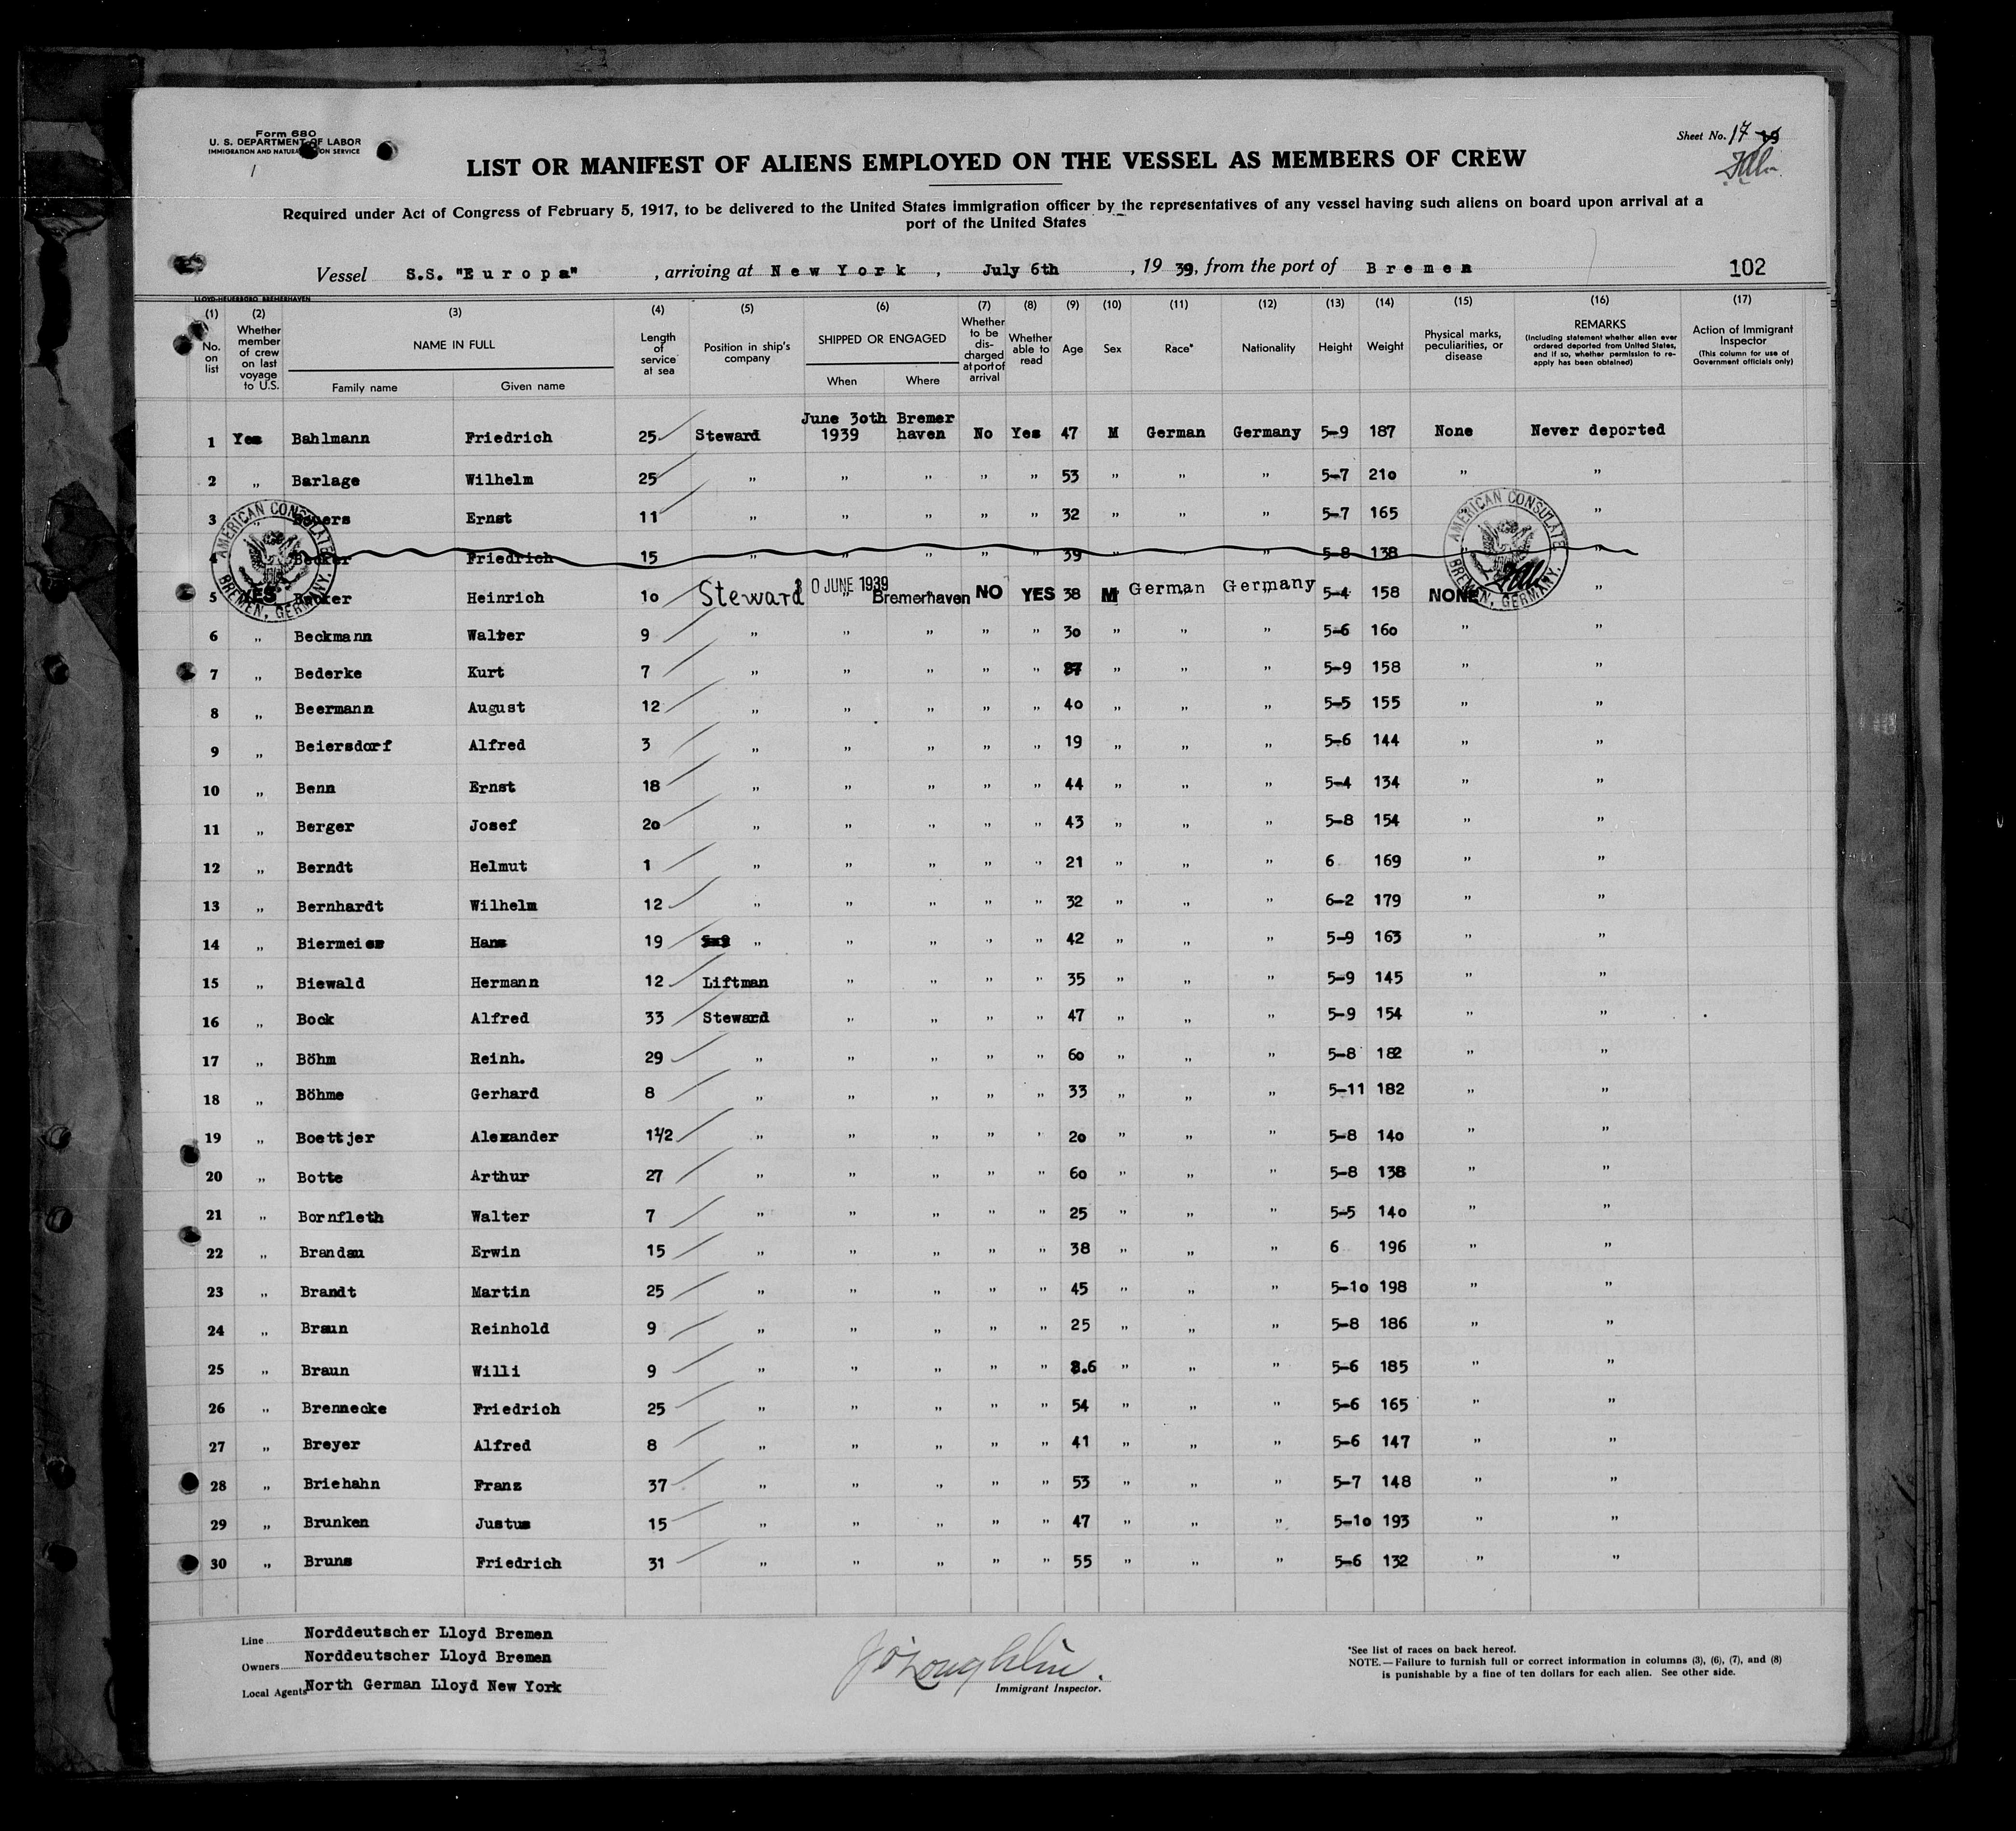 Form 680
U. S. DEPARTMENT OF LABOR
IMMIGRATION AND NATURALIZATION SERVICE
Sheet No. 17 19
LIST OR MANIFEST OF ALIENS EMPLOYED ON THE VESSEL AS MEMBERS OF CREW
Required under Act of Congress of February 5, 1917, to be delivered to the United States immigration officer by the representatives of any vessel having such aliens on board upon arrival at a
port of the United States
Vessel S.S. "Europa" , arriving at New York , July 6th , 19 39, from the port of Bremen 102
LLOYD-HEUERBÜRO BREMERHAVEN
(1) No. on list (2) Whether member of crew on last voyage to U.S. (3) NAME IN FULL Family name Given name (4) Length of service at sea (5) Position in ship's company (6) SHIPPED OR ENGAGED When Where (7) Whether to be discharged at port of arrival (8) Whether able to read (9) Age (10) Sex (11) Race* (12) Nationality (13) Height (14) Weight (15) Physical marks, peculiarities, or disease (16) REMARKS (Including statement whether alien ever ordered deported from United States, and if so, whether permission to re-apply has been obtained) (17) Action of Immigrant Inspector (This column for use of Government officials only)
1 Yes Bahlmann Friedrich 25 Steward June 30th 1939 Bremerhaven No Yes 47 M German Germany 5-9 187 None Never deported
2 " Barlage Wilhelm 25 " " " " " 53 " " " 5-7 210 " "
3 " Ernst 11 " " " " " 32 " " " 5-7 165 "
4 Becker Friedrich 15 " " " " " 39 " " " 5-8 138 " "
AMERICAN CONSULATE BREMEN, GERMANY.
AMERICAN CONSULATE BREMEN, GERMANY.
5 YES Becker Heinrich 10 Steward 30 JUNE 1939 Bremerhaven NO YES 38 M German Germany 5-4 158 NONE "
6 " Beckmann Walter 9 " " " " " 30 " " " 5-6 160 " "
7 " Bederke Kurt 7 " " " " " " " " 5-9 158 " "
8 " Beermann August 12 " " " " " 40 " " " 5-5 155 " "
9 " Beiersdorf Alfred 3 " " " " " 19 " " " 5-6 144 " "
10 " Benn Ernst 18 " " " " " 44 " " " 5-4 134 " "
11 " Berger Josef 20 " " " " " 43 " " " 5-8 154 " "
12 " Berndt Helmut 1 " " " " " 21 " " " 6 169 " "
13 " Bernhardt Wilhelm 12 " " " " " 32 " " " 6-2 179 " "
14 " Biermeier Hans 19 " " " " " 42 " " " 5-9 163 " "
15 " Biewald Hermann 12 Liftman " " " " 35 " " " 5-9 145 " "
16 " Bock Alfred 33 Steward " " " " 47 " " " 5-9 154 " "
17 " Böhm Reinh. 29 " " " " " 60 " " " 5-8 182 " "
18 " Böhme Gerhard 8 " " " " " 33 " " " 5-11 182 " "
19 " Boettjer Alexander 1½ " " " " " 20 " " " 5-8 140 " "
20 " Botte Arthur 27 " " " " " 60 " " " 5-8 138 " "
21 " Bornfleth Walter 7 " " " " " 25 " " " 5-5 140 " "
22 " Brandau Erwin 15 " " " " " 38 " " " 6 196 " "
23 " Brandt Martin 25 " " " " " 45 " " " 5-10 198 " "
24 " Braun Reinhold 9 " " " " " 25 " " " 5-8 186 " "
25 " Braun Willi 9 " " " " " " " " 5-6 185 " "
26 " Brennecke Friedrich 25 " " " " " 54 " " " 5-6 165 " "
27 " Breyer Alfred 8 " " " " " 41 " " " 5-6 147 " "
28 " Briehahn Franz 37 " " " " " 53 " " " 5-7 148 " "
29 " Brunken Justus 15 " " " " " 47 " " " 5-10 193 " "
30 " Bruns Friedrich 31 " " " " " 55 " " " 5-6 132 " "
Line Norddeutscher Lloyd Bremen
Owners Norddeutscher Lloyd Bremen
Local Agents North German Lloyd New York
J O'Loughlin.
Immigrant Inspector.
*See list of races on back hereof.
NOTE.—Failure to furnish full or correct information in columns (3), (6), (7), and (8)
is punishable by a fine of ten dollars for each alien. See other side.